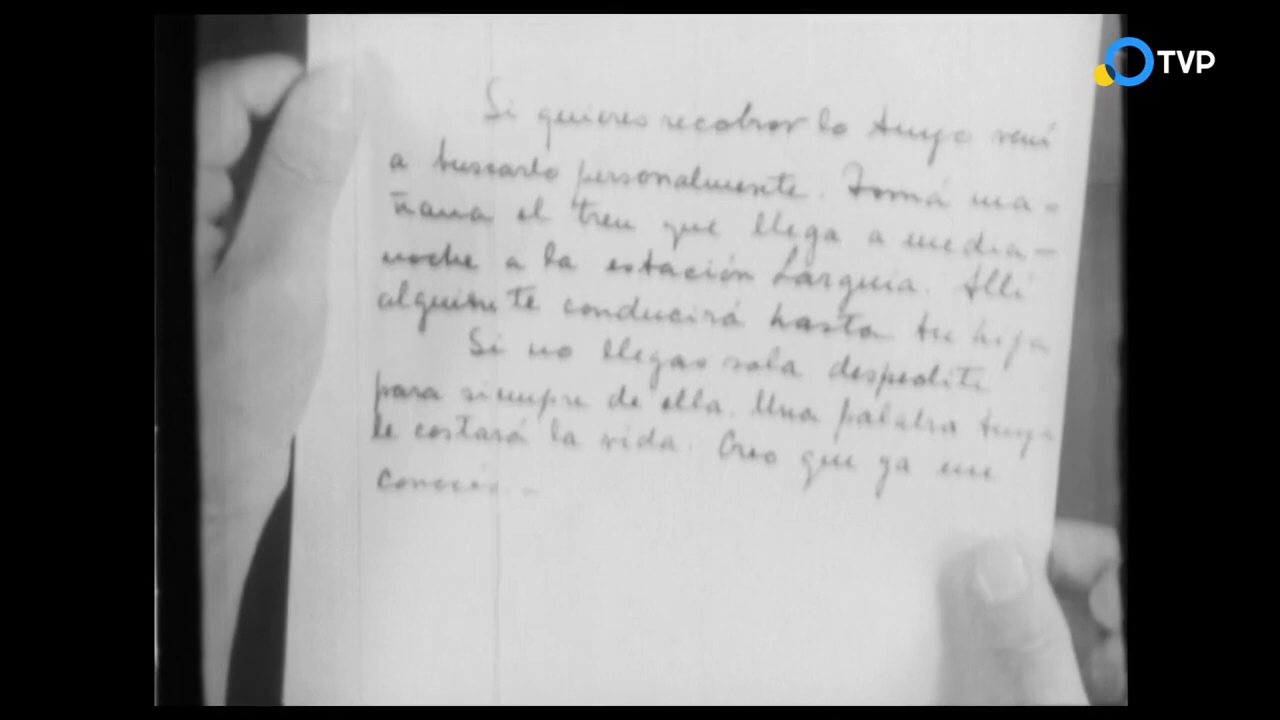 TVP
Si quieres recobrar lo tuyo vení
a buscarlo personalmente. Tomá ma-
ñana el tren que llega a media-
noche a la estación Larguia. Allí
alguien te conducirá hasta tu hija
Si no llegas sola despedite
para siempre de ella. Una palabra tuya
le costará la vida. Creo que ya me
conocés -